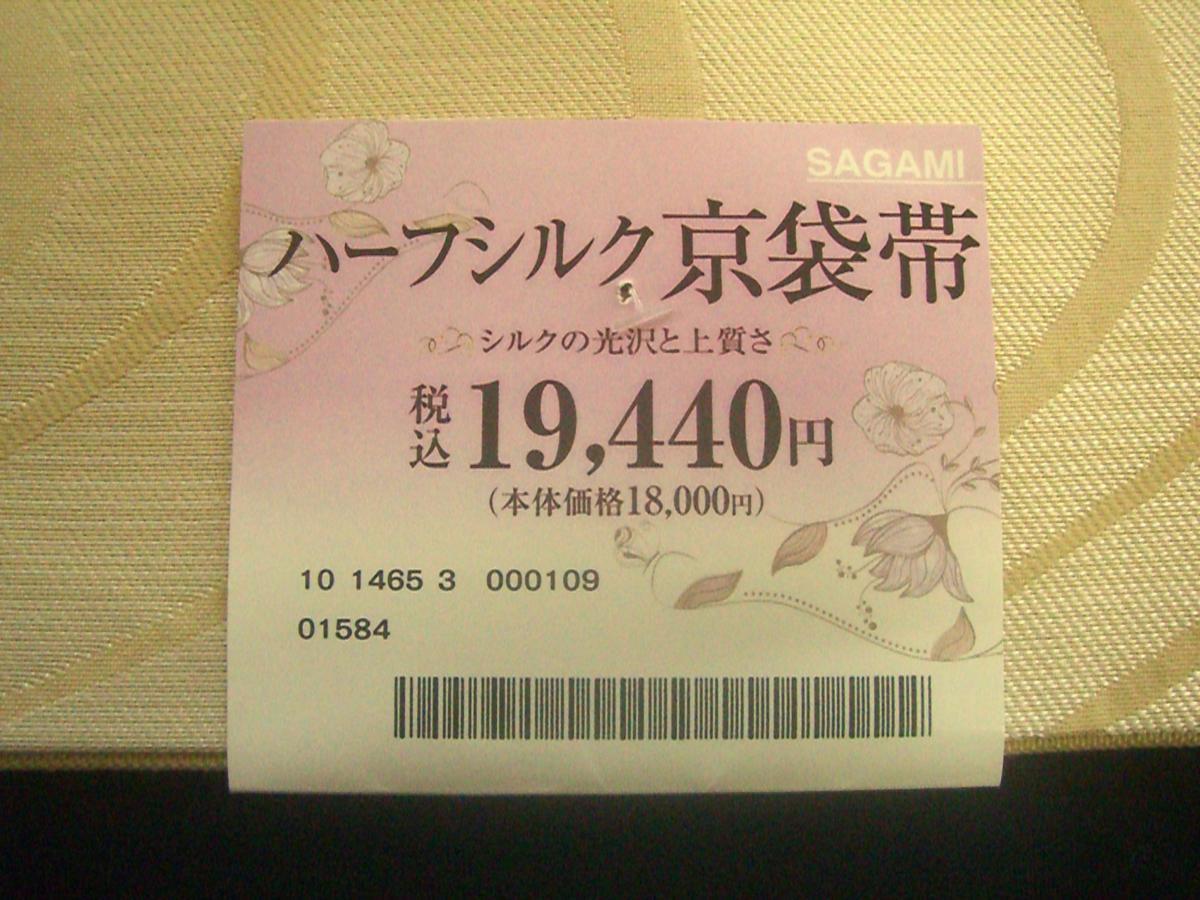 SAGAMI
ハーフシルク京袋帯
シルクの光沢と上質さ
税込19,440円
(本体価格18,000円)
10 1465 3 000109
01584